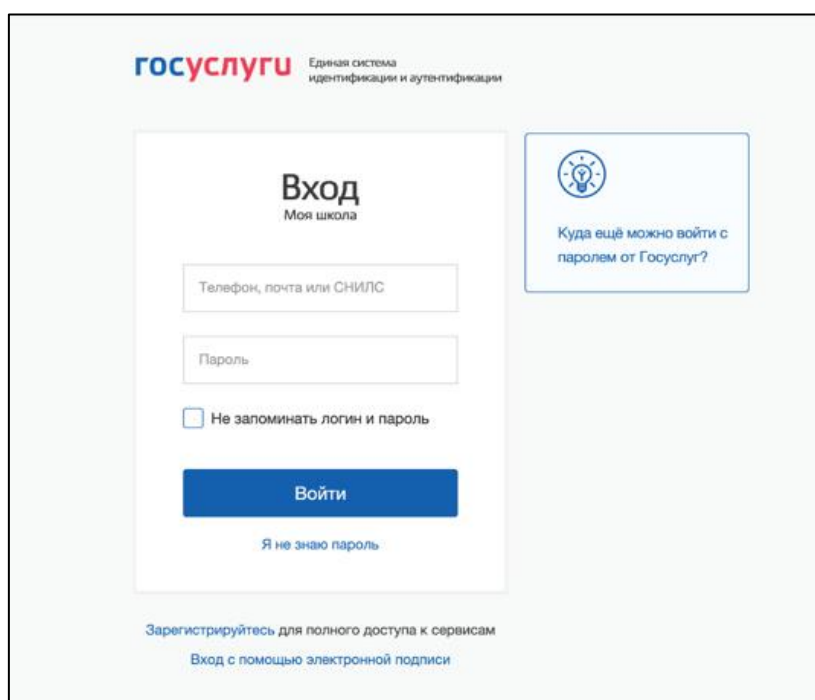 госуслуги
Единая система
идентификации и аутентификации
Вход
Моя школа
Куда ещё можно войти с
паролем от Госуслуг?
Телефон, почта или СНИЛС
Пароль
Не запоминать логин и пароль
Войти
Я не знаю пароль
Зарегистрируйтесь для полного доступа к сервисам
Вход с помощью электронной подписи